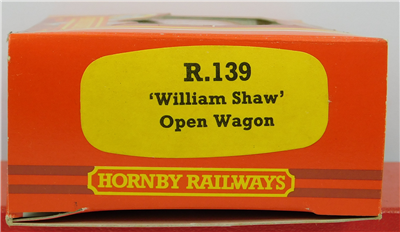 R.139
‘William Shaw’
Open Wagon
HORNBY RAILWAYS